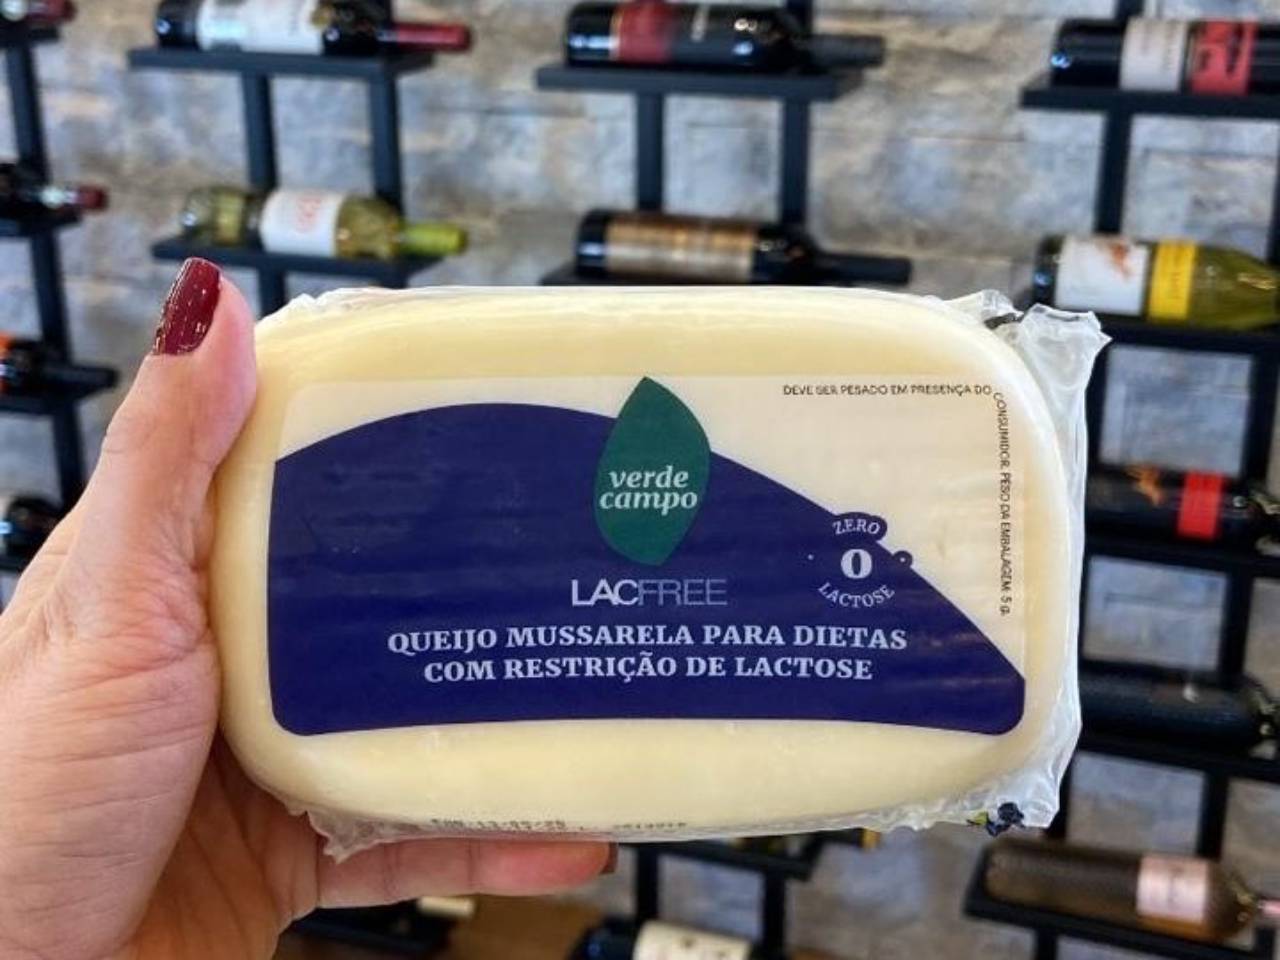 DEVE SER PESADO EM PRESENÇA DO
CONSUMIDOR. PESO DA EMBALAGEM: 5 g.
verde
campo
ZERO
0
LACTOSE
LACFREE
QUEIJO MUSSARELA PARA DIETAS
COM RESTRIÇÃO DE LACTOSE